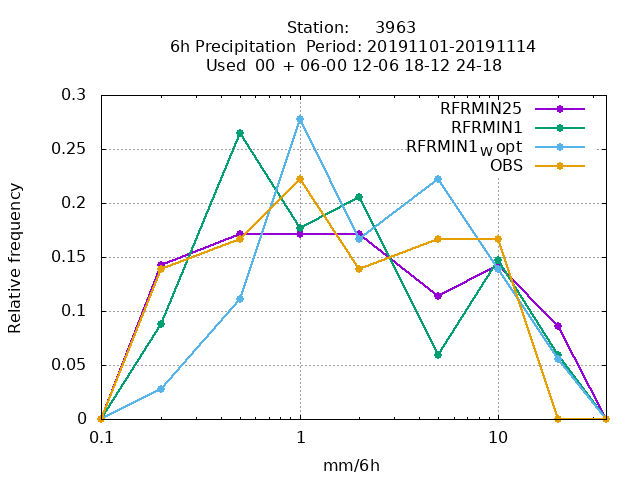 Station: 3963
6h Precipitation Period: 20191101-20191114
Used 00 + 06-00 12-06 18-12 24-18
RFRMIN25
RFRMIN1
RFRMIN1W opt
OBS
Relative frequency
0.3
0.25
0.2
0.15
0.1
0.05
0
0.1 1 10
mm/6h